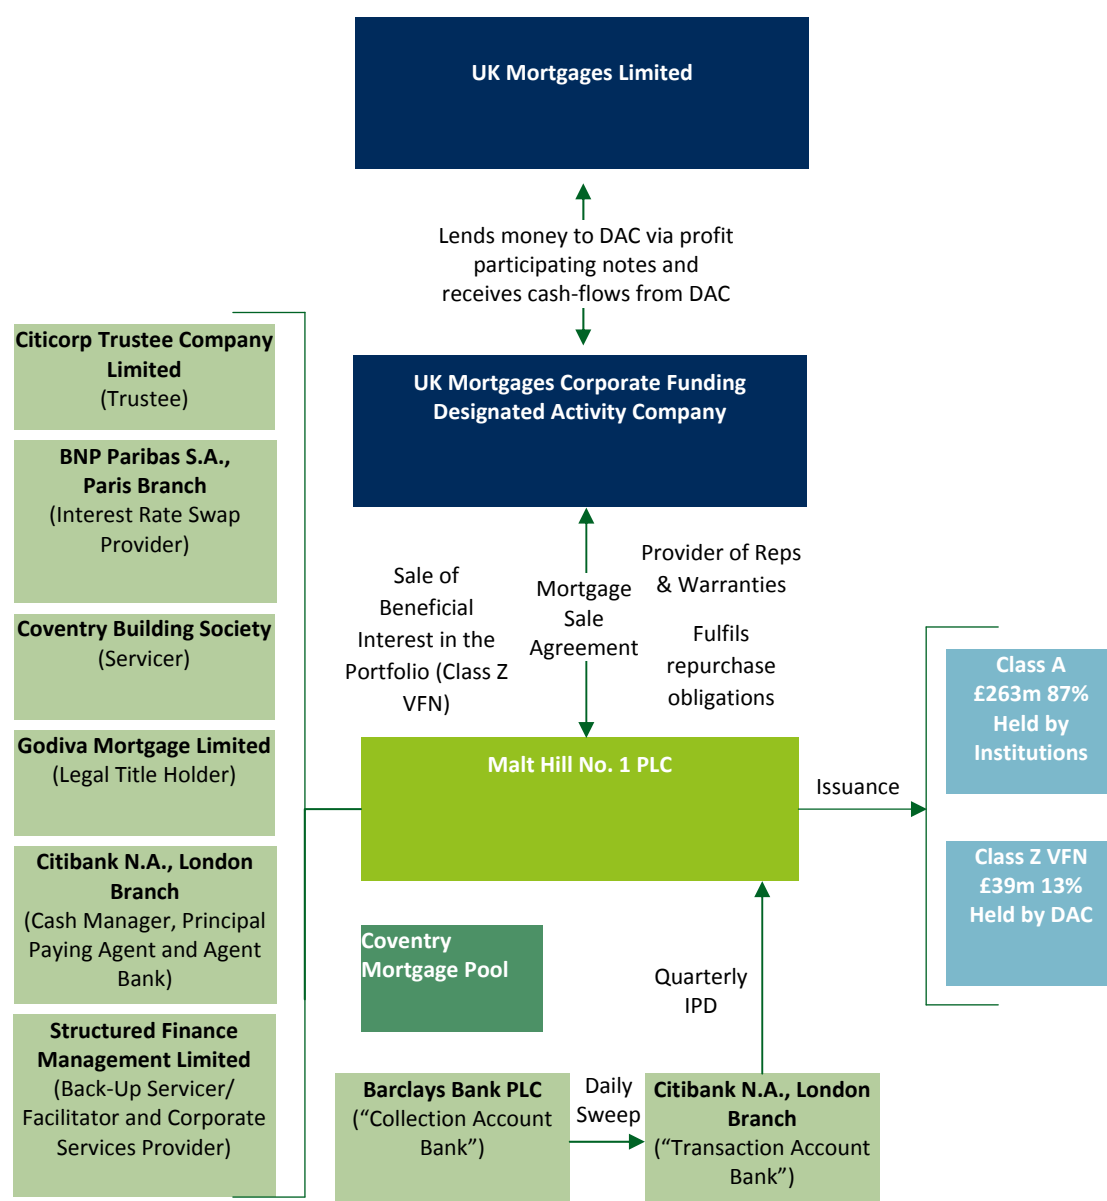 UK Mortgages Limited
Lends money to DAC via profit
participating notes and
receives cash-flows from DAC
UK Mortgages Corporate Funding
Designated Activity Company
Citicorp Trustee Company
Limited
(Trustee)
BNP Paribas S.A.,
Paris Branch
(Interest Rate Swap
Provider)
Coventry Building Society
(Servicer)
Godiva Mortgage Limited
(Legal Title Holder)
Citibank N.A., London
Branch
(Cash Manager, Principal
Paying Agent and Agent
Bank)
Structured Finance
Management Limited
(Back-Up Servicer/
Facilitator and Corporate
Services Provider)
Sale of
Beneficial
Interest in the
Portfolio (Class Z
VFN)
Mortgage
Sale
Agreement
Provider of Reps
& Warranties
Fulfils
repurchase
obligations
Malt Hill No. 1 PLC
Issuance
Class A
£263m 87%
Held by
Institutions
Class Z VFN
£39m 13%
Held by DAC
Coventry
Mortgage Pool
Quarterly
IPD
Barclays Bank PLC
(“Collection Account
Bank”)
Daily
Sweep
Citibank N.A., London
Branch
(“Transaction Account
Bank”)